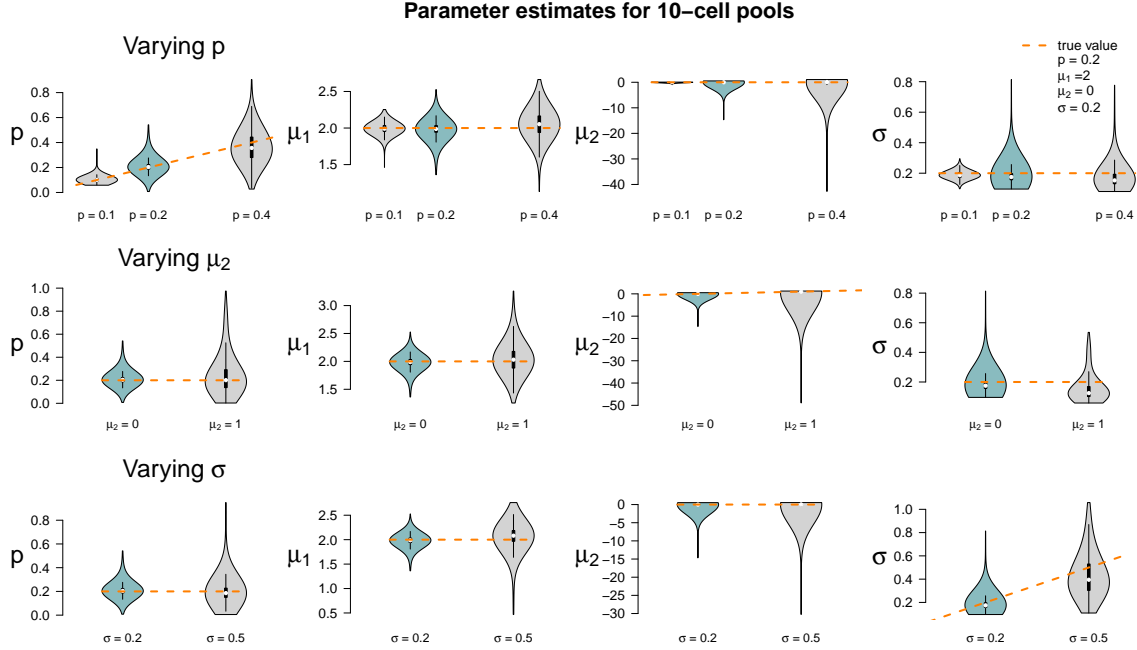 Parameter estimates for 10−cell pools
Varying p
true value
p = 0.2
μ₁ =2
μ₂ = 0
σ = 0.2
p
0.8
0.6
0.4
0.2
0.0
p = 0.1 p = 0.2 p = 0.4
μ₁
2.5
2.0
1.5
p = 0.1 p = 0.2 p = 0.4
μ₂
0
−10
−20
−30
−40
p = 0.1 p = 0.2 p = 0.4
σ
0.8
0.6
0.4
0.2
p = 0.1 p = 0.2 p = 0.4
Varying μ₂
p
1.0
0.8
0.6
0.4
0.2
0.0
μ₂ = 0 μ₂ = 1
μ₁
3.0
2.5
2.0
1.5
μ₂ = 0 μ₂ = 1
μ₂
0
−10
−20
−30
−40
−50
μ₂ = 0 μ₂ = 1
σ
0.8
0.6
0.4
0.2
μ₂ = 0 μ₂ = 1
Varying σ
p
0.8
0.6
0.4
0.2
0.0
σ = 0.2 σ = 0.5
μ₁
2.5
2.0
1.5
1.0
0.5
σ = 0.2 σ = 0.5
μ₂
0
−5
−10
−15
−20
−25
−30
σ = 0.2 σ = 0.5
σ
1.0
0.8
0.6
0.4
0.2
σ = 0.2 σ = 0.5